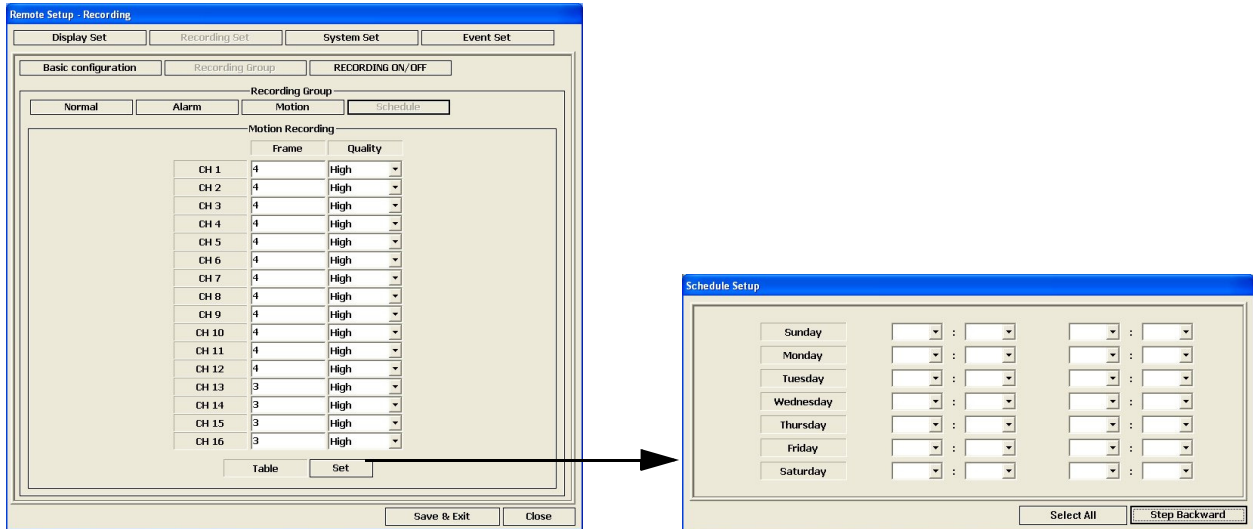 Remote Setup - Recording
Display Set Recording Set System Set Event Set
Basic configuration Recording Group RECORDING ON/OFF
Recording Group
Normal Alarm Motion Schedule
Motion Recording
Frame Quality
CH 1 4 High
CH 2 4 High
CH 3 4 High
CH 4 4 High
CH 5 4 High
CH 6 4 High
CH 7 4 High
CH 8 4 High
CH 9 4 High
CH 10 4 High
CH 11 4 High
CH 12 4 High
CH 13 3 High
CH 14 3 High
CH 15 3 High
CH 16 3 High
Table Set
Save & Exit Close
Schedule Setup
Sunday : :
Monday : :
Tuesday : :
Wednesday : :
Thursday : :
Friday : :
Saturday : :
Select All Step Backward